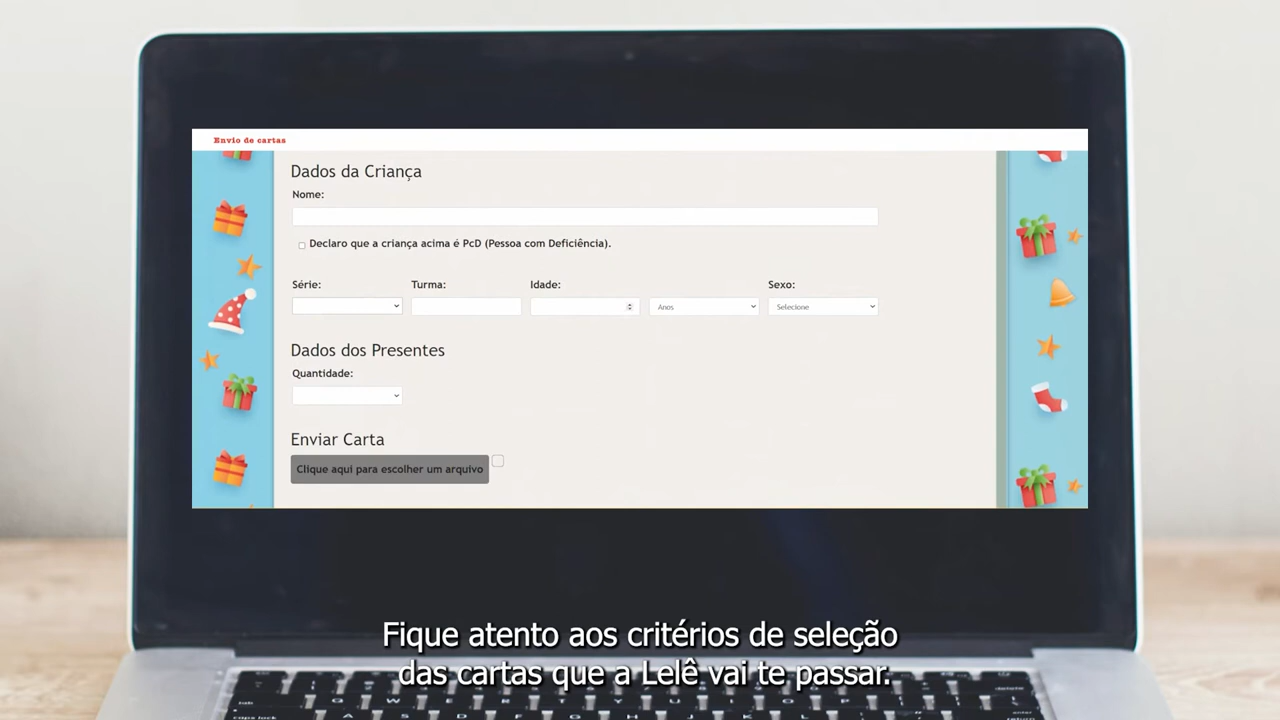 Envio de cartas
Dados da Criança
Nome:
Declaro que a criança acima é PcD (Pessoa com Deficiência).
Série: Turma: Idade: Sexo:
Anos Selecione
Dados dos Presentes
Quantidade:
Enviar Carta
Clique aqui para escolher um arquivo
Fique atento aos critérios de seleção
das cartas que a Lelê vai te passar.